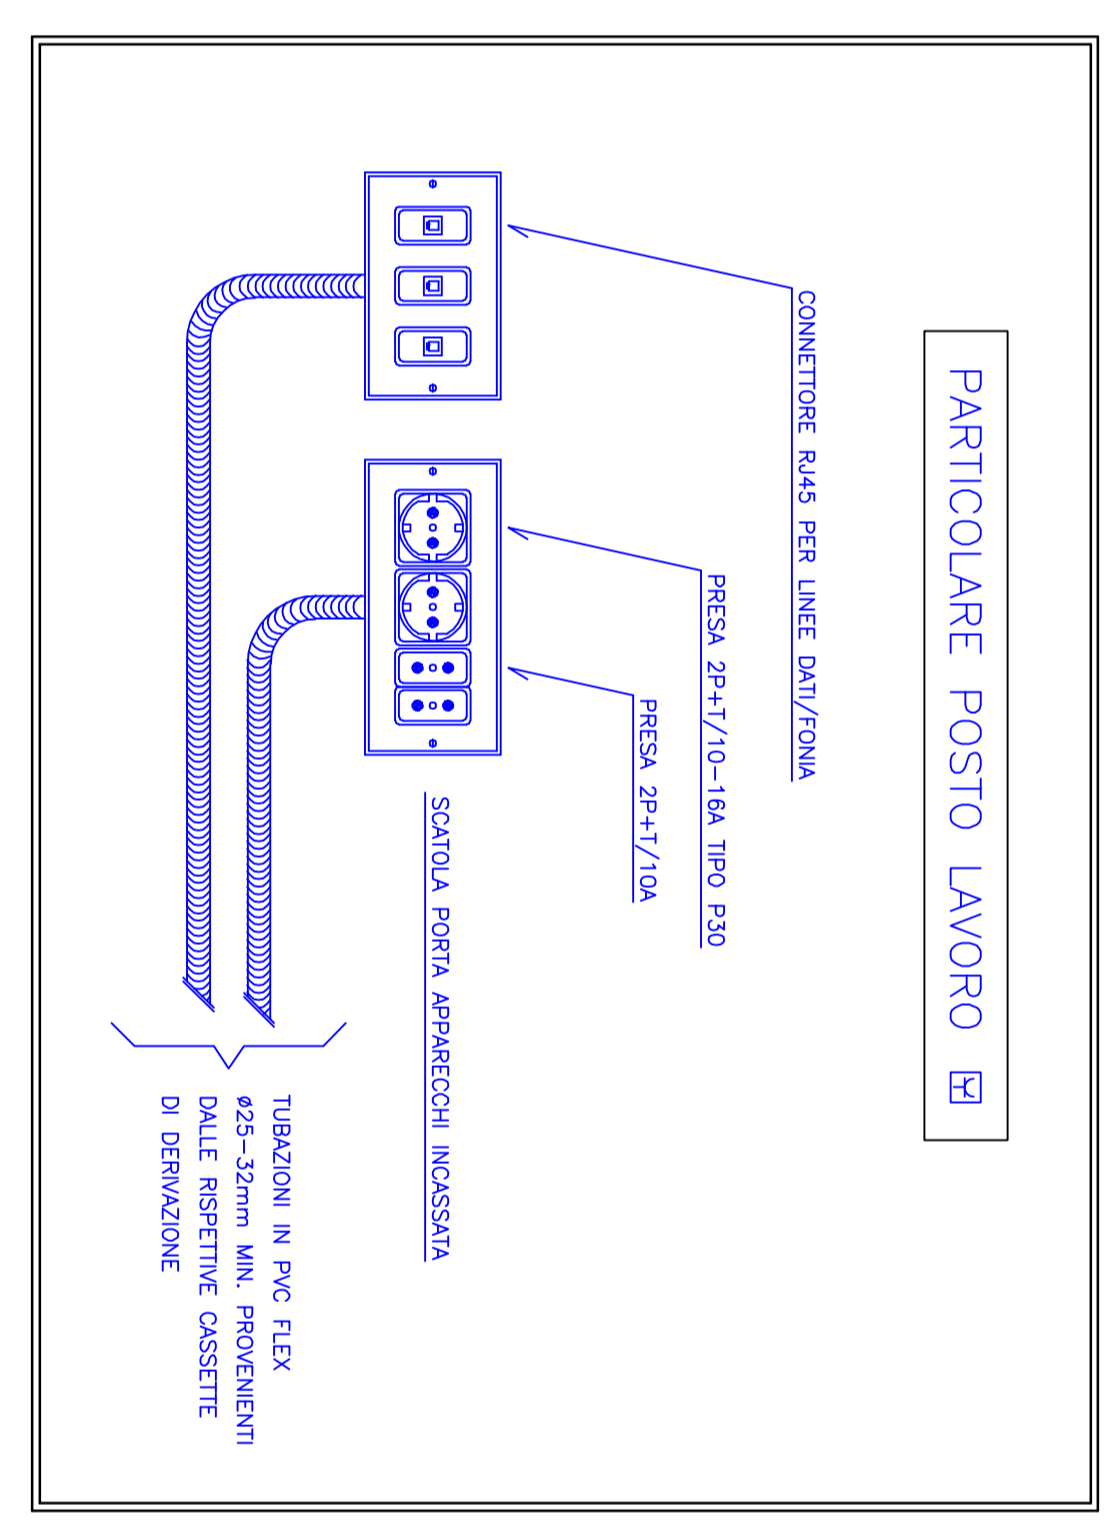 PARTICOLARE POSTO LAVORO
CONNETTORE RJ45 PER LINEE DATI/FONIA
PRESA 2P+T/10-16A TIPO P30
PRESA 2P+T/10A
SCATOLA PORTA APPARECCHI INCASSATA
TUBAZIONI IN PVC FLEX
Ø25-32mm MIN. PROVENIENTI
DALLE RISPETTIVE CASSETTE
DI DERIVAZIONE